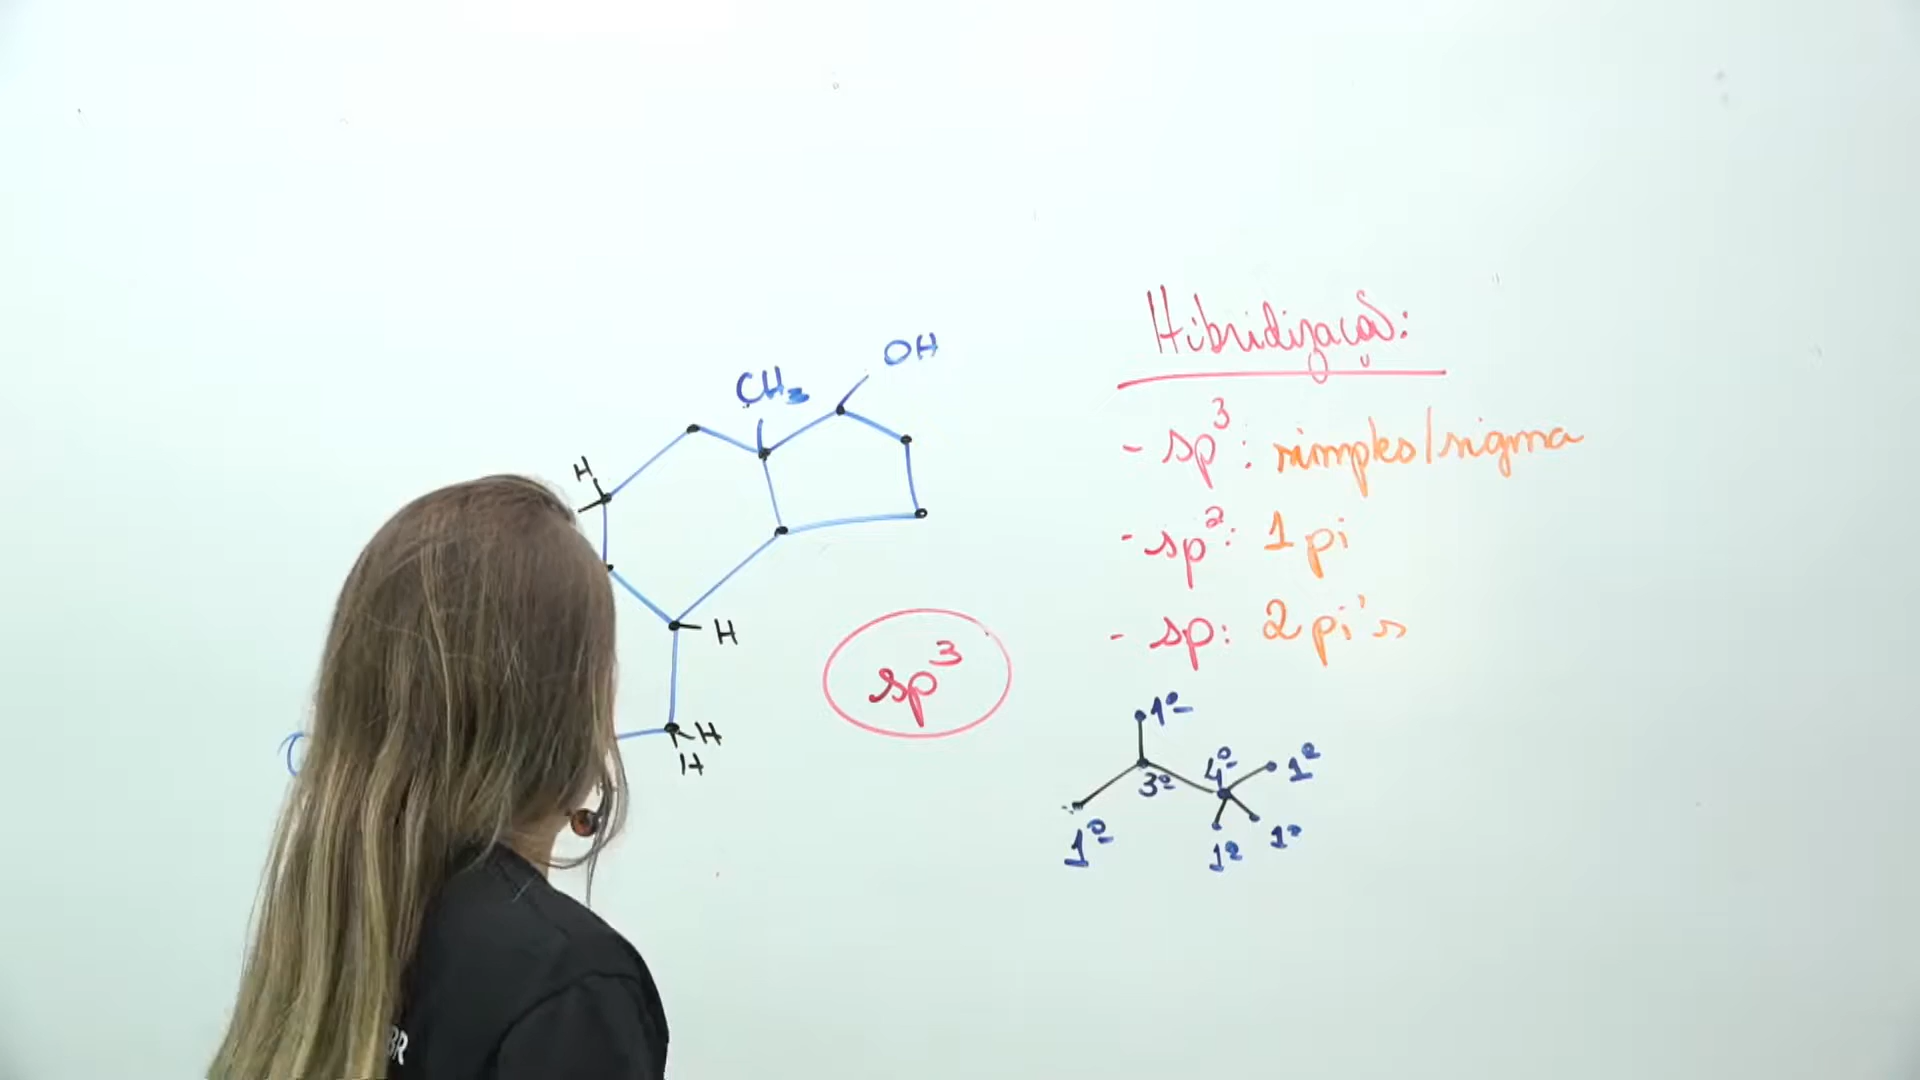 OH
CH₃
H
H
H
H
sp³
Hibridização:
- sp³: simples/sigma
- sp²: 1 pi
- sp: 2 pi's
1º
3º
4º
1º
1º
1º
1º
BR